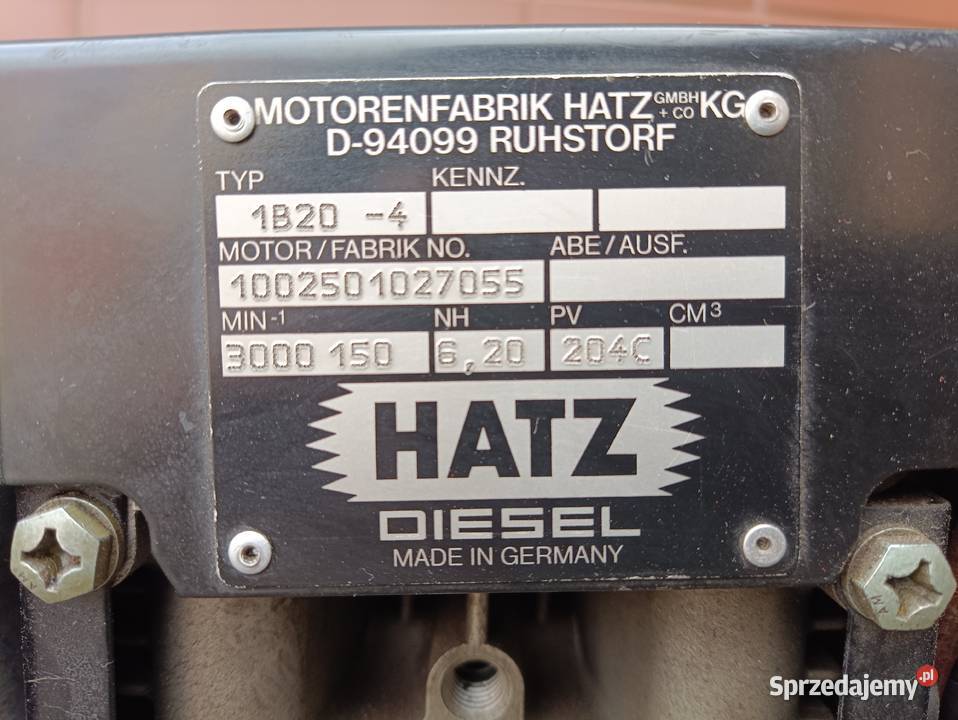 MOTORENFABRIK HATZ GMBH + CO KG
D-94099 RUHSTORF
TYP KENNZ.
1B20 -4
MOTOR/FABRIK NO. ABE/AUSF.
1002501027055
MIN-1 NH PV CM3
3000 150 6,20 204C
HATZ
DIESEL
MADE IN GERMANY
Sprzedajemy.pl